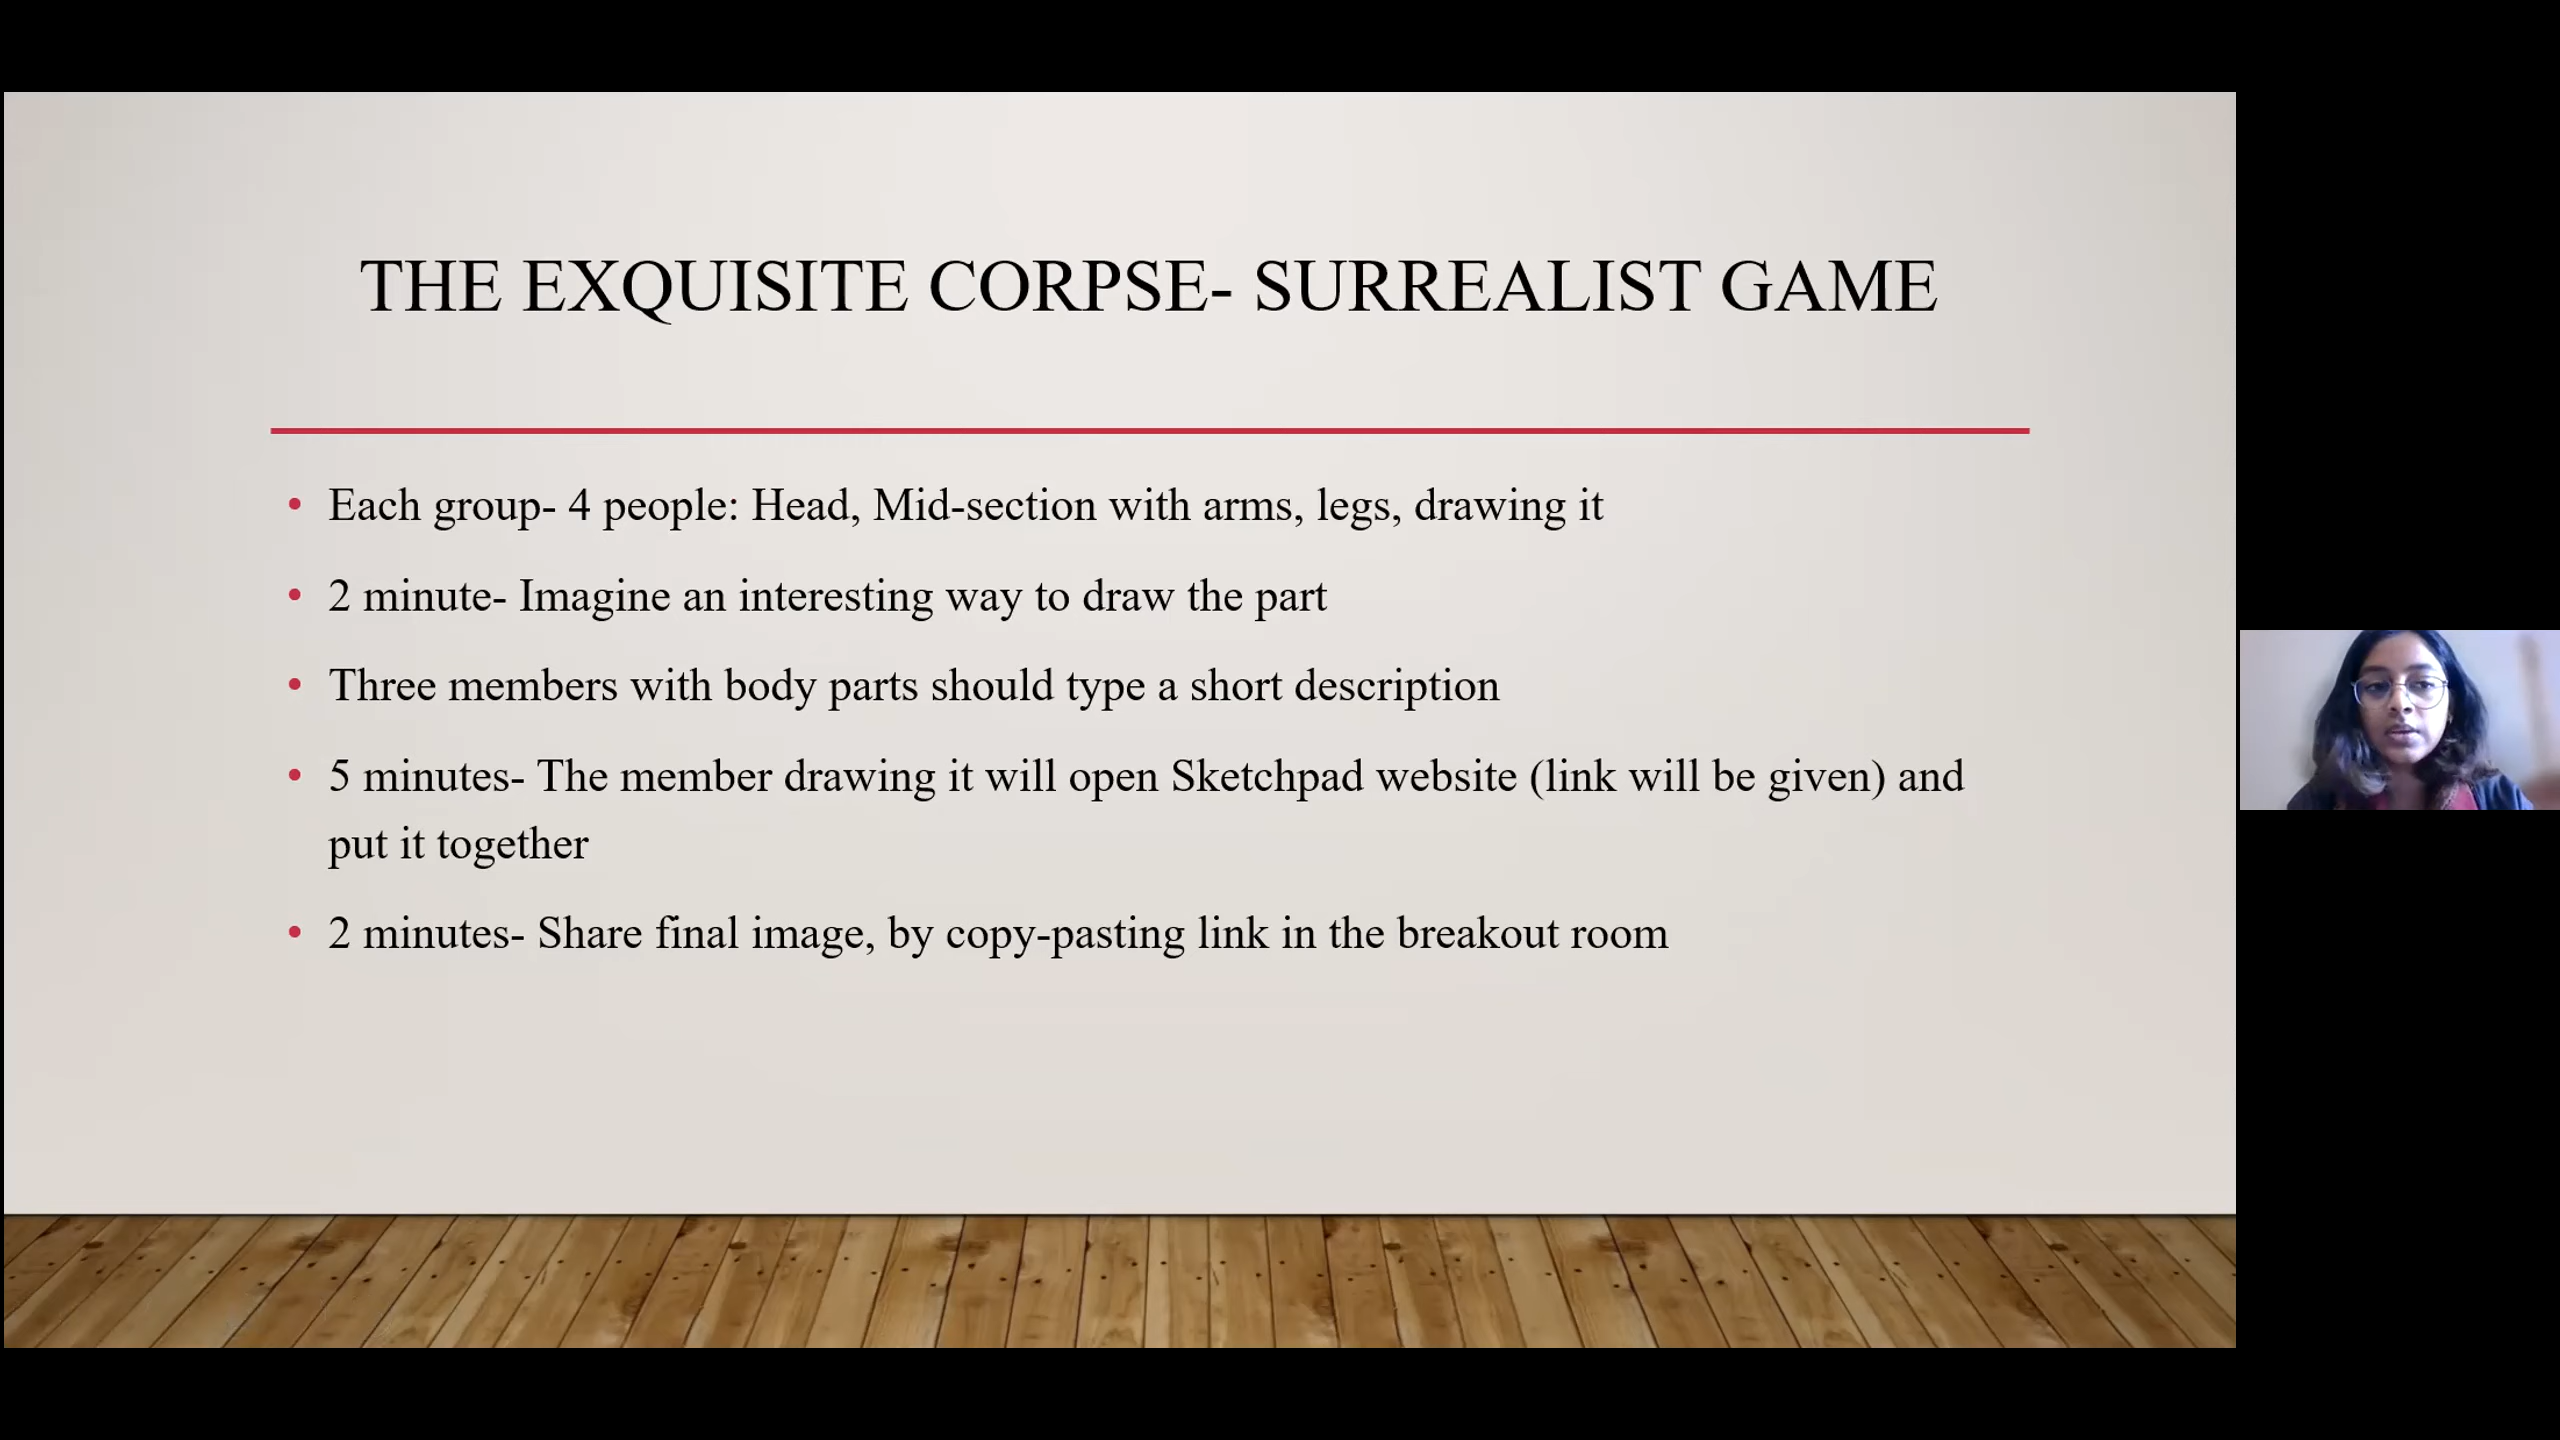 THE EXQUISITE CORPSE- SURREALIST GAME
• Each group- 4 people: Head, Mid-section with arms, legs, drawing it
• 2 minute- Imagine an interesting way to draw the part
• Three members with body parts should type a short description
• 5 minutes- The member drawing it will open Sketchpad website (link will be given) and
put it together
• 2 minutes- Share final image, by copy-pasting link in the breakout room